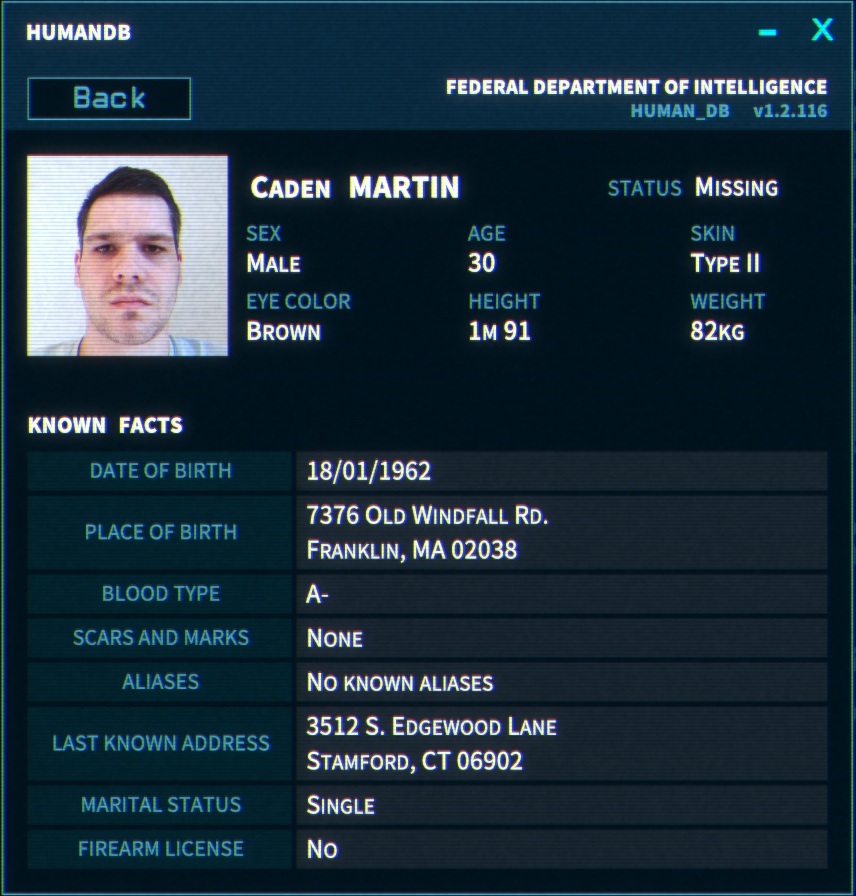 HUMANDB
Back
FEDERAL DEPARTMENT OF INTELLIGENCE
HUMAN_DB v1.2.116
Caden MARTIN
STATUS Missing
SEX AGE SKIN
Male 30 Type II
EYE COLOR HEIGHT WEIGHT
Brown 1m 91 82kg
KNOWN FACTS
DATE OF BIRTH 18/01/1962
PLACE OF BIRTH 7376 Old Windfall Rd.
Franklin, MA 02038
BLOOD TYPE A-
SCARS AND MARKS None
ALIASES No known aliases
LAST KNOWN ADDRESS 3512 S. Edgewood Lane
Stamford, CT 06902
MARITAL STATUS Single
FIREARM LICENSE No